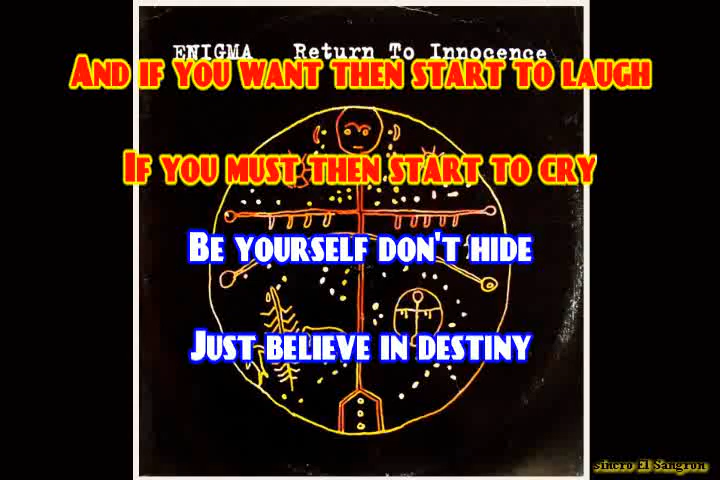 ENIGMA Return To Innocence
AND IF YOU WANT THEN START TO LAUGH
IF YOU MUST THEN START TO CRY
BE YOURSELF DON'T HIDE
JUST BELIEVE IN DESTINY
sincro El Sangron